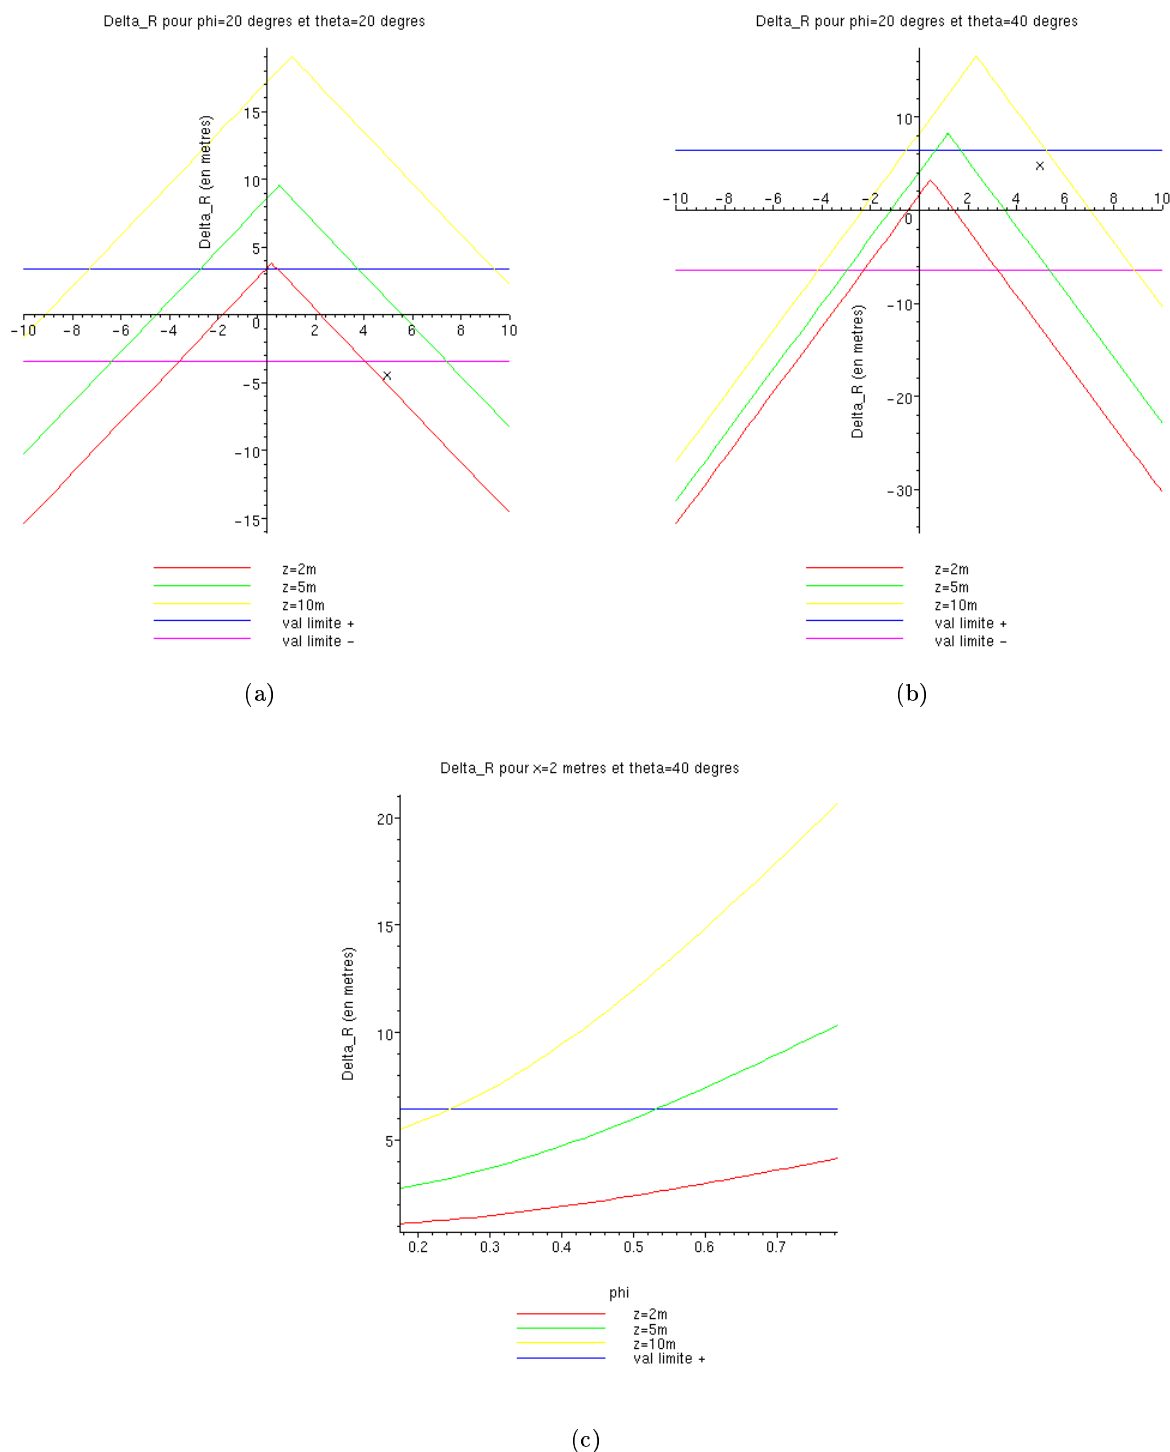 Delta_R pour phi=20 degres et theta=20 degres
Delta_R (en metres)
15
10
5
-10 -8 -6 -4 -2 0 2 4 6 8 10
x
-5
-10
-15
z=2m
z=5m
z=10m
val limite +
val limite -
(a)
Delta_R pour phi=20 degres et theta=40 degres
10
x
-10 -8 -6 -4 -2 0 2 4 6 8 10
-10
Delta_R (en metres)
-20
-30
z=2m
z=5m
z=10m
val limite +
val limite -
(b)
Delta_R pour x=2 metres et theta=40 degres
Delta_R (en metres)
20
15
10
5
0.2 0.3 0.4 0.5 0.6 0.7
phi
z=2m
z=5m
z=10m
val limite +
(c)